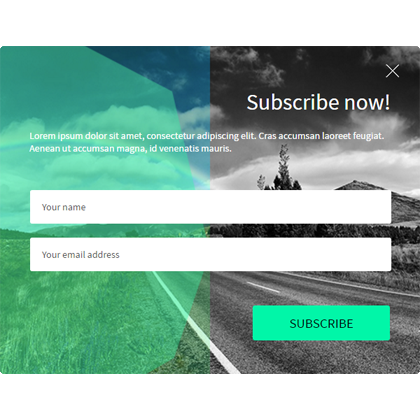 Subscribe now!
Lorem ipsum dolor sit amet, consectetur adipiscing elit. Cras accumsan laoreet feugiat.
Aenean ut accumsan magna, id venenatis mauris.
Your name
Your email address
SUBSCRIBE